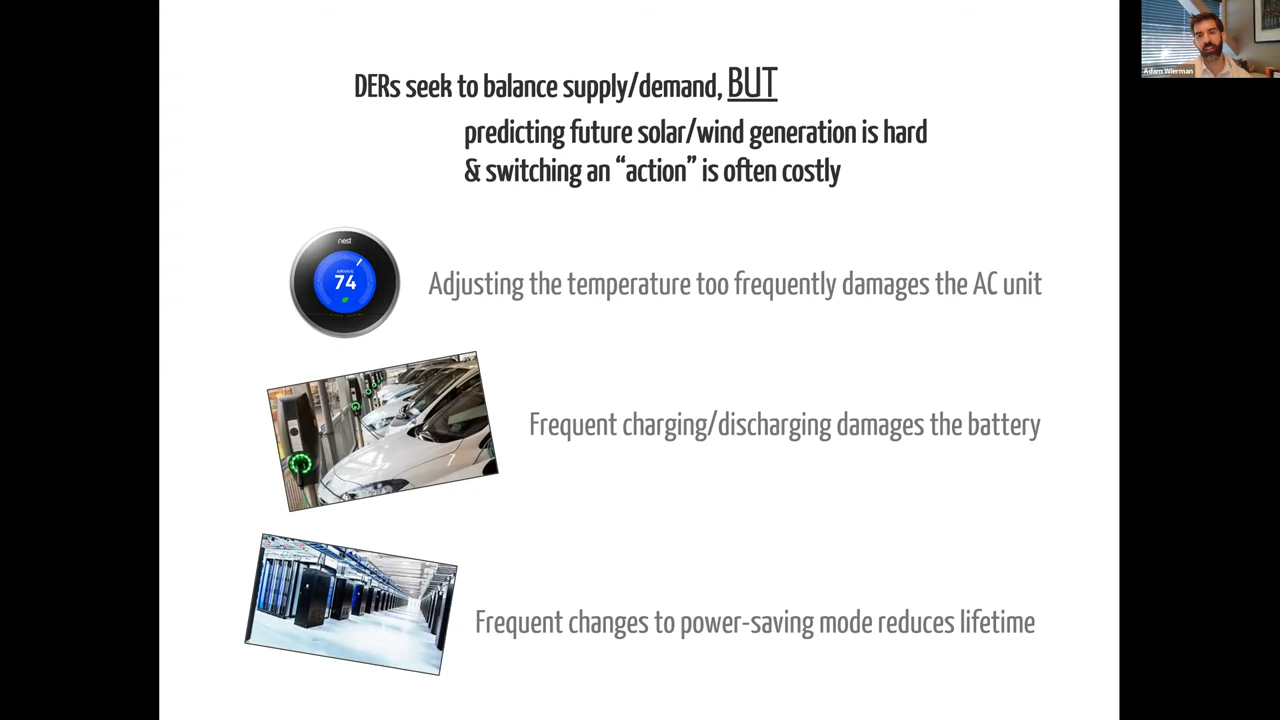 DERs seek to balance supply/demand, BUT
predicting future solar/wind generation is hard
& switching an “action” is often costly
nest
74
Adjusting the temperature too frequently damages the AC unit
Frequent charging/discharging damages the battery
Frequent changes to power-saving mode reduces lifetime
Adam Wierman